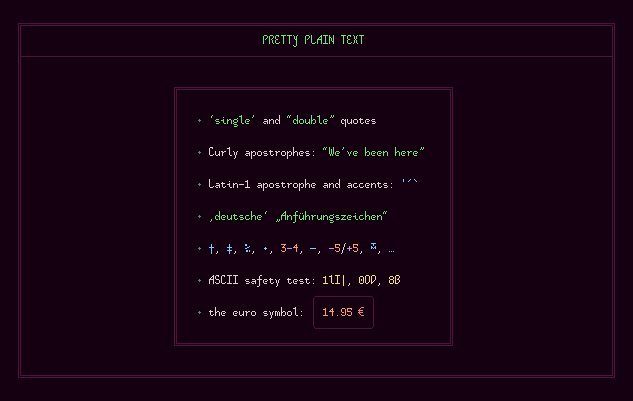 PRETTY PLAIN TEXT
• ‘single’ and “double” quotes
• Curly apostrophes: “We’ve been here”
• Latin-1 apostrophe and accents: '´`
• ‚deutsche‘ „Anführungszeichen“
• †, ‡, ‰, •, 3–4, —, −5/+5, ™, …
• ASCII safety test: 1lI|, 0OD, 8B
• the euro symbol: 14.95 €